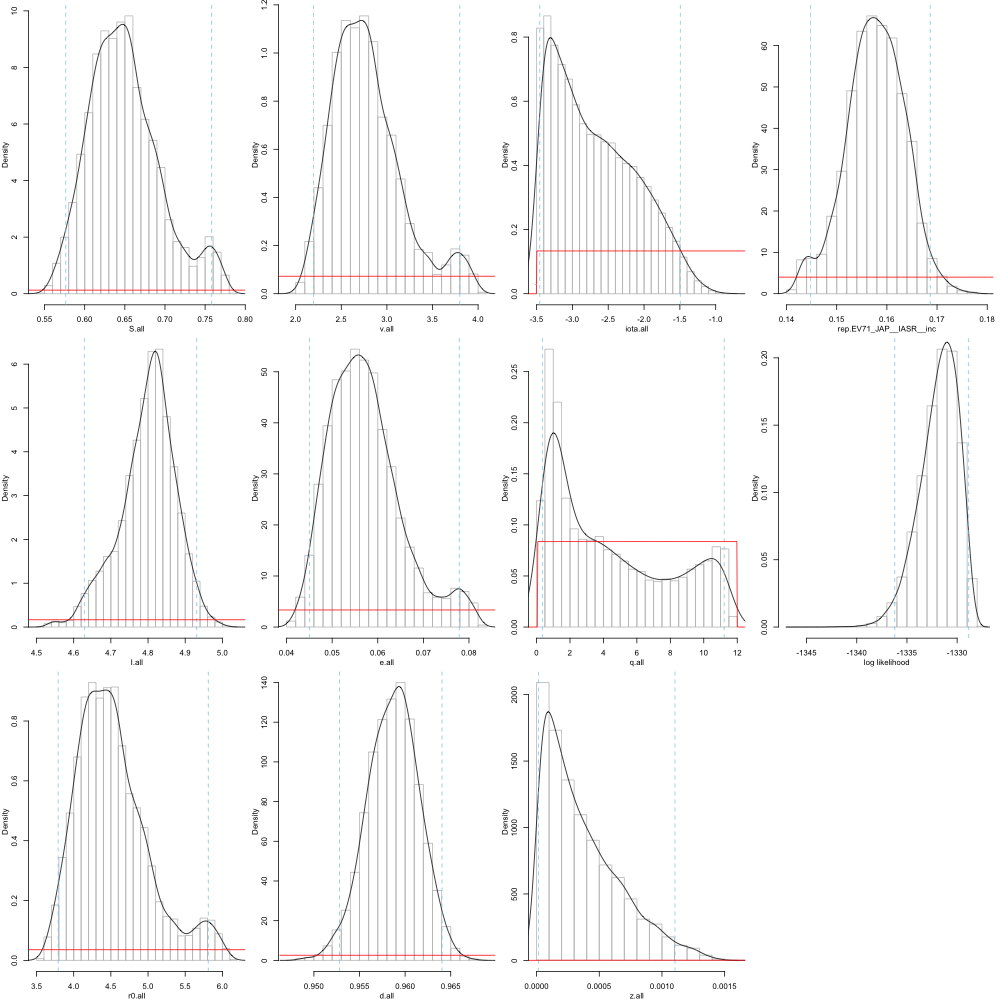 Density
0 2 4 6 8 10
0.55 0.60 0.65 0.70 0.75 0.80
S.all
Density
0.0 0.2 0.4 0.6 0.8 1.0 1.2
2.0 2.5 3.0 3.5 4.0
v.all
Density
0.0 0.2 0.4 0.6 0.8
-3.5 -3.0 -2.5 -2.0 -1.5 -1.0
iota.all
Density
0 10 20 30 40 50 60
0.14 0.15 0.16 0.17 0.18
rep.EV71_JAP__IASR__inc
Density
0 1 2 3 4 5 6
4.5 4.6 4.7 4.8 4.9 5.0
l.all
Density
0 10 20 30 40 50
0.04 0.05 0.06 0.07 0.08
e.all
Density
0.00 0.05 0.10 0.15 0.20 0.25
0 2 4 6 8 10 12
q.all
Density
0.00 0.05 0.10 0.15 0.20
-1345 -1340 -1335 -1330
log likelihood
Density
0.0 0.2 0.4 0.6 0.8
3.5 4.0 4.5 5.0 5.5 6.0
r0.all
Density
0 20 40 60 80 100 120 140
0.950 0.955 0.960 0.965
d.all
Density
0 500 1000 1500 2000
0.0000 0.0005 0.0010 0.0015
z.all